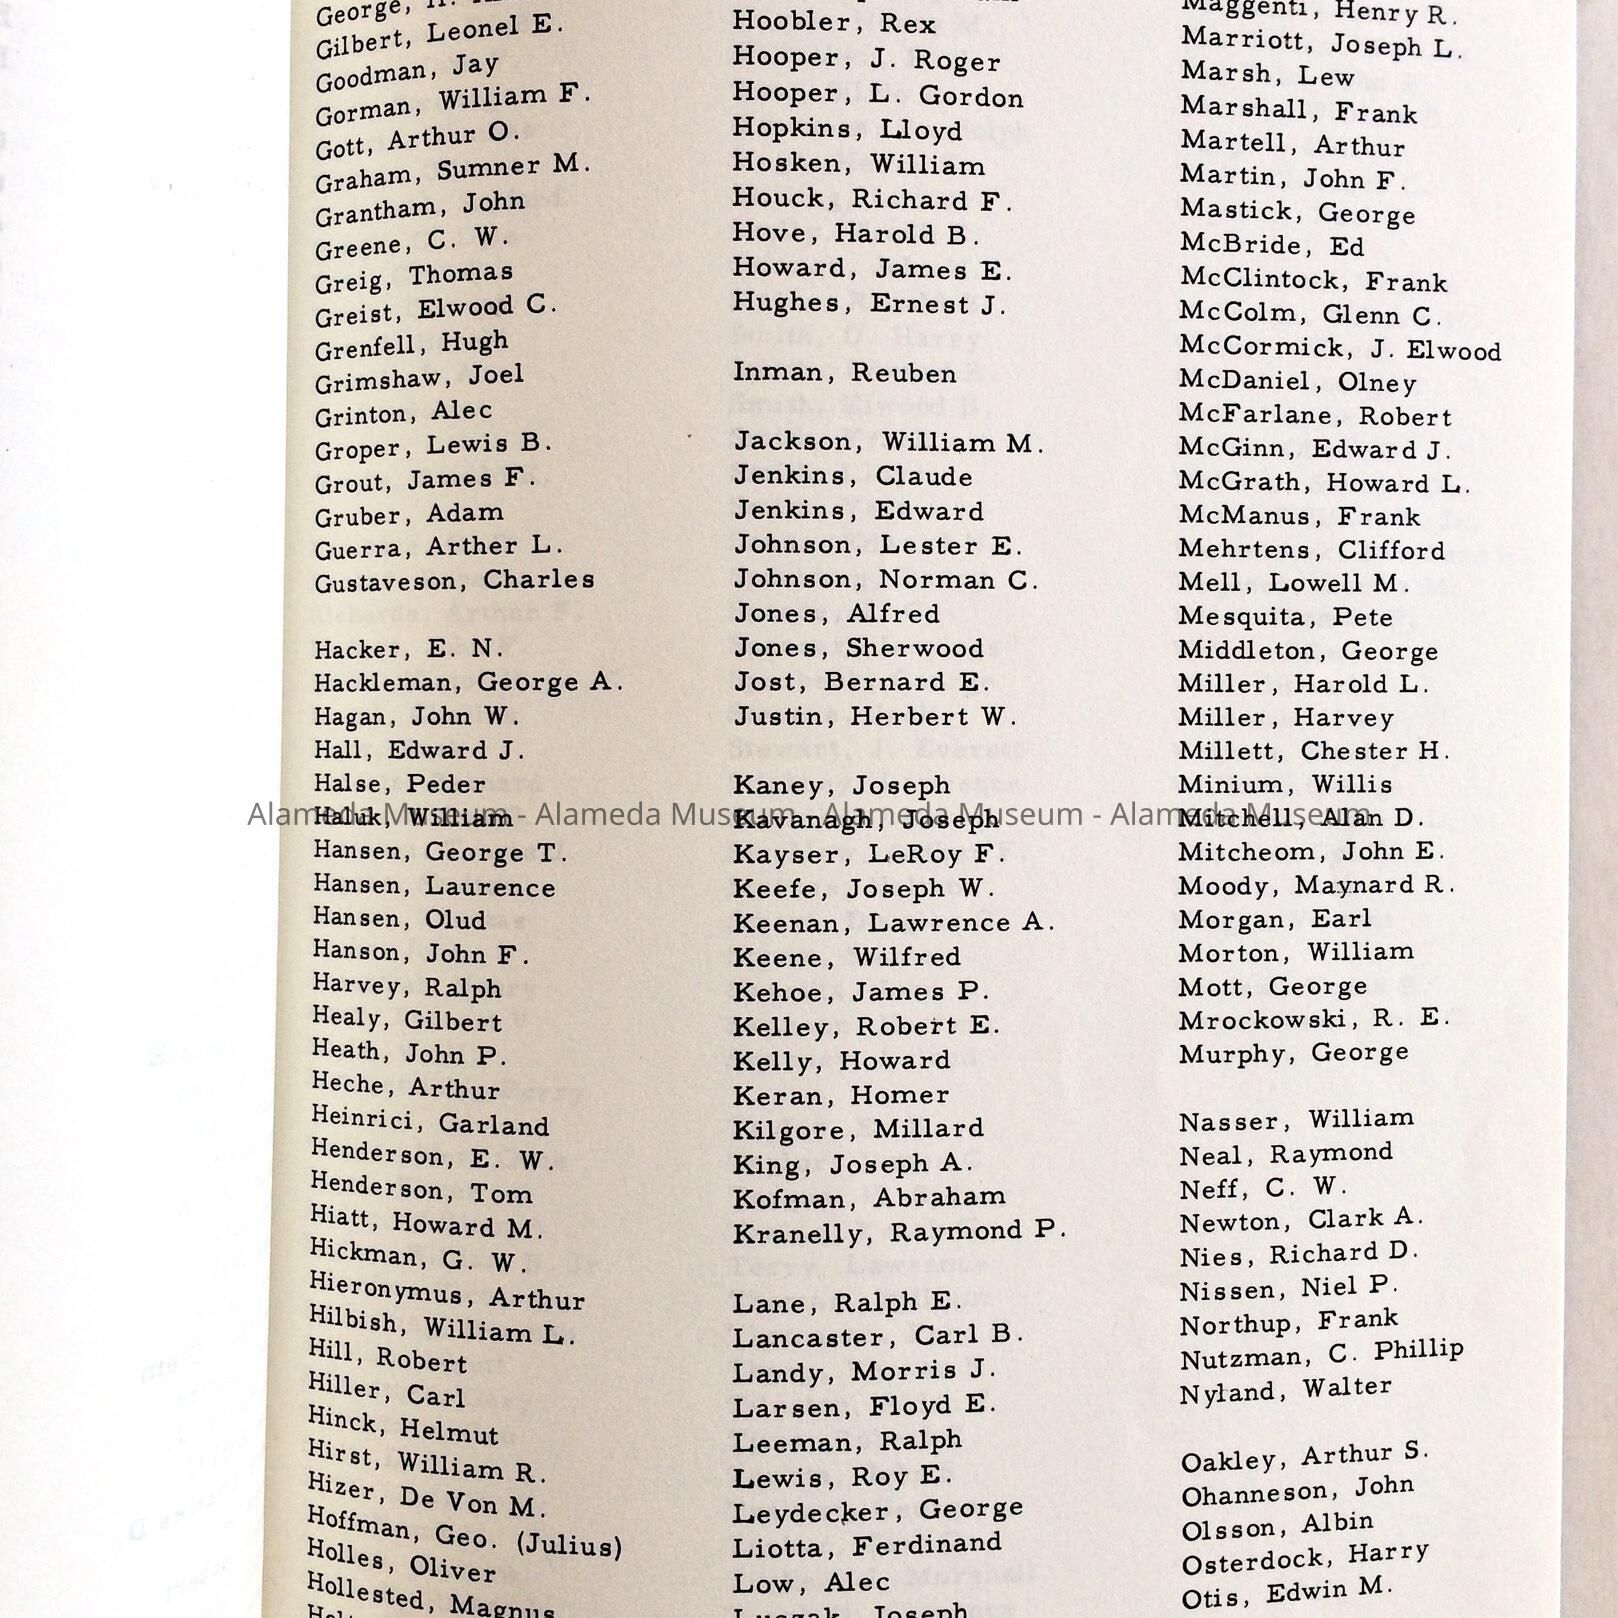 George, H.
Gilbert, Leonel E.
Goodman, Jay
Gorman, William F.
Gott, Arthur O.
Graham, Sumner M.
Grantham, John
Greene, C. W.
Greig, Thomas
Greist, Elwood C.
Grenfell, Hugh
Grimshaw, Joel
Grinton, Alec
Groper, Lewis B.
Grout, James F.
Gruber, Adam
Guerra, Arther L.
Gustaveson, Charles
Hacker, E. N.
Hackleman, George A.
Hagan, John W.
Hall, Edward J.
Halse, Peder
Haluk, William
Hansen, George T.
Hansen, Laurence
Hansen, Olud
Hanson, John F.
Harvey, Ralph
Healy, Gilbert
Heath, John P.
Heche, Arthur
Heinrici, Garland
Henderson, E. W.
Henderson, Tom
Hiatt, Howard M.
Hickman, G. W.
Hieronymus, Arthur
Hilbish, William L.
Hill, Robert
Hiller, Carl
Hinck, Helmut
Hirst, William R.
Hizer, De Von M.
Hoffman, Geo. (Julius)
Holles, Oliver
Hollested, Magnus
Hoobler, Rex
Hooper, J. Roger
Hooper, L. Gordon
Hopkins, Lloyd
Hosken, William
Houck, Richard F.
Hove, Harold B.
Howard, James E.
Hughes, Ernest J.
Inman, Reuben
Jackson, William M.
Jenkins, Claude
Jenkins, Edward
Johnson, Lester E.
Johnson, Norman C.
Jones, Alfred
Jones, Sherwood
Jost, Bernard E.
Justin, Herbert W.
Kaney, Joseph
Kavanagh, Joseph
Kayser, LeRoy F.
Keefe, Joseph W.
Keenan, Lawrence A.
Keene, Wilfred
Kehoe, James P.
Kelley, Robert E.
Kelly, Howard
Keran, Homer
Kilgore, Millard
King, Joseph A.
Kofman, Abraham
Kranelly, Raymond P.
Lane, Ralph E.
Lancaster, Carl B.
Landy, Morris J.
Larsen, Floyd E.
Leeman, Ralph
Lewis, Roy E.
Leydecker, George
Liotta, Ferdinand
Low, Alec
Luczak, Joseph
Maggenti, Henry R.
Marriott, Joseph L.
Marsh, Lew
Marshall, Frank
Martell, Arthur
Martin, John F.
Mastick, George
McBride, Ed
McClintock, Frank
McColm, Glenn C.
McCormick, J. Elwood
McDaniel, Olney
McFarlane, Robert
McGinn, Edward J.
McGrath, Howard L.
McManus, Frank
Mehrtens, Clifford
Mell, Lowell M.
Mesquita, Pete
Middleton, George
Miller, Harold L.
Miller, Harvey
Millett, Chester H.
Minium, Willis
Mitchell, Alan D.
Mitcheom, John E.
Moody, Maynard R.
Morgan, Earl
Morton, William
Mott, George
Mrockowski, R. E.
Murphy, George
Nasser, William
Neal, Raymond
Neff, C. W.
Newton, Clark A.
Nies, Richard D.
Nissen, Niel P.
Northup, Frank
Nutzman, C. Phillip
Nyland, Walter
Oakley, Arthur S.
Ohanneson, John
Olsson, Albin
Osterdock, Harry
Otis, Edwin M.
Alameda Museum - Alameda Museum - Alameda Museum - Alameda Museum